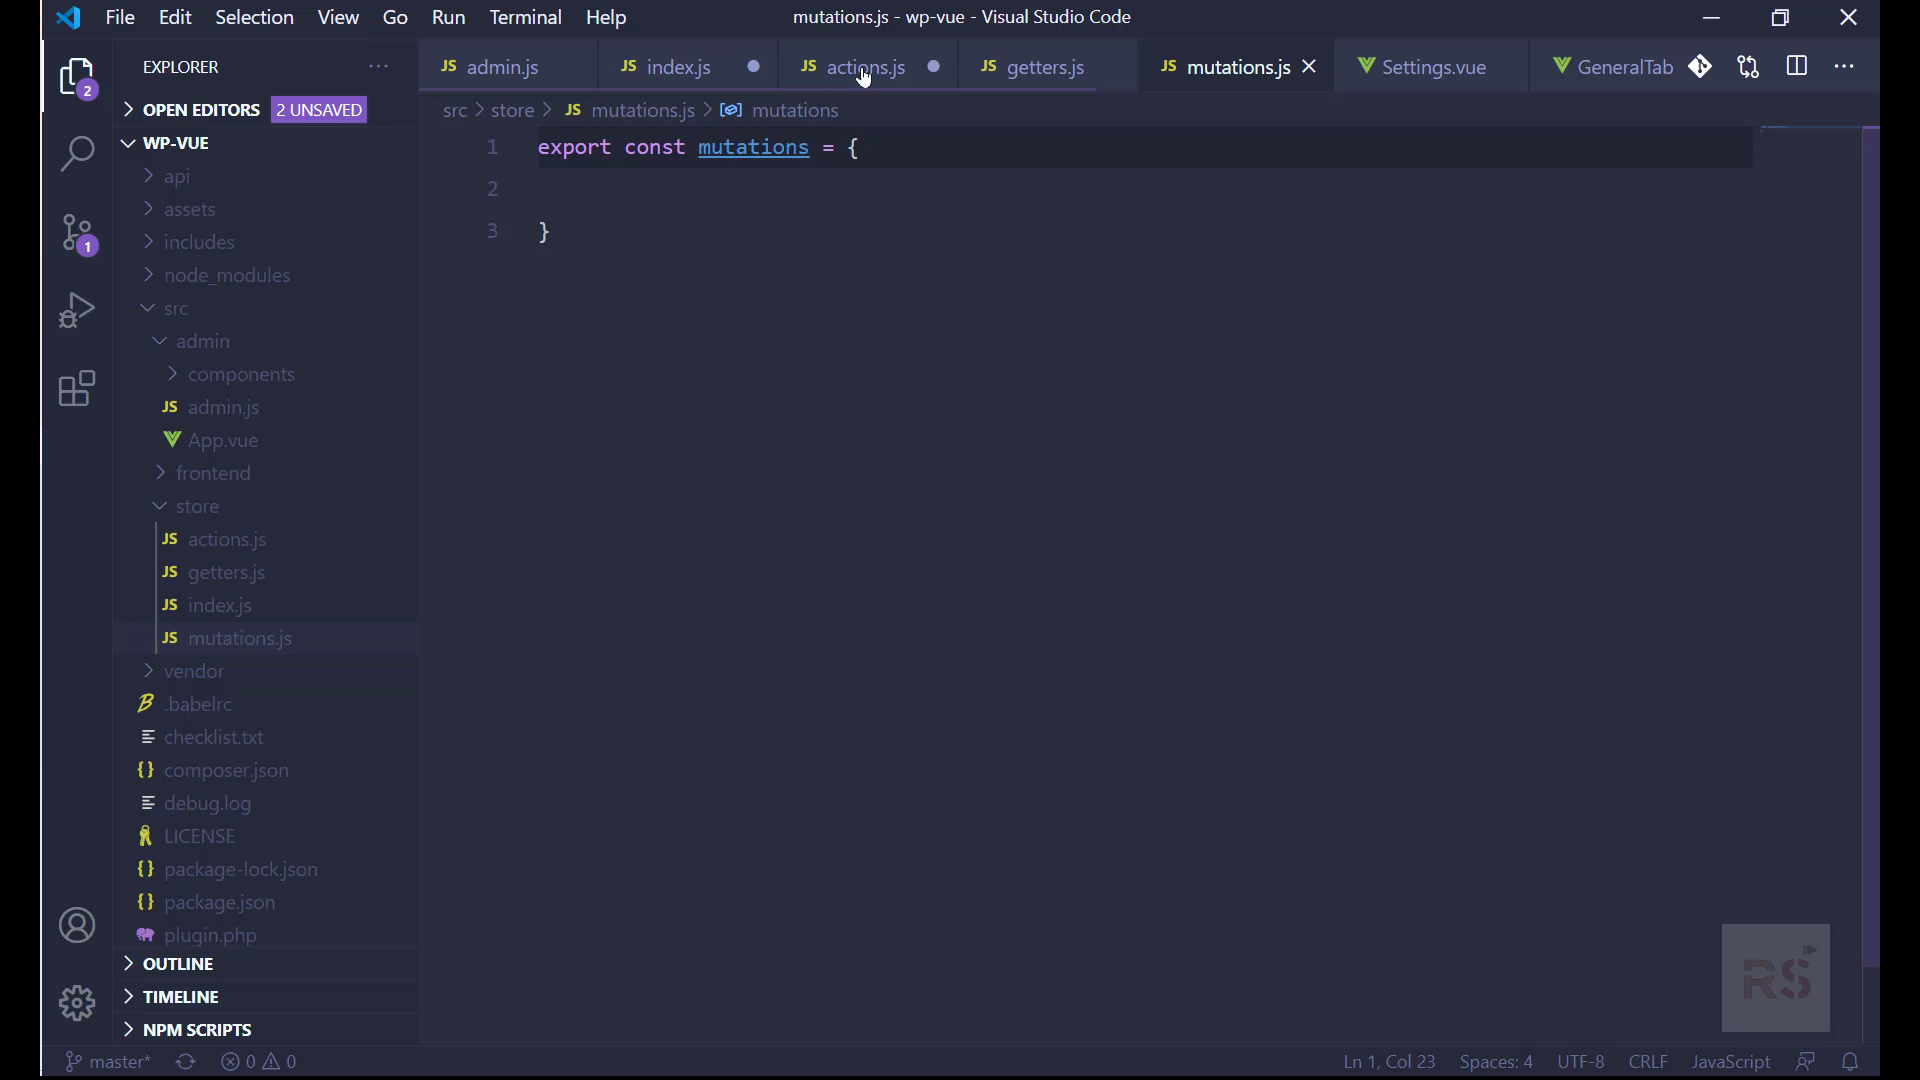 File Edit Selection View Go Run Terminal Help
mutations.js - wp-vue - Visual Studio Code
EXPLORER
JS admin.js
JS index.js
JS actions.js
JS getters.js
JS mutations.js
Settings.vue
GeneralTab
2
OPEN EDITORS 2 UNSAVED
src > store > JS mutations.js > mutations
WP-VUE
1 export const mutations = {
2
3 }
api
assets
includes
1
node_modules
src
admin
components
JS admin.js
App.vue
frontend
store
JS actions.js
JS getters.js
JS index.js
JS mutations.js
vendor
.babelrc
checklist.txt
{} composer.json
debug.log
LICENSE
{} package-lock.json
{} package.json
plugin.php
OUTLINE
TIMELINE
NPM SCRIPTS
RS
master* 0 0
Ln 1, Col 23 Spaces: 4 UTF-8 CRLF JavaScript